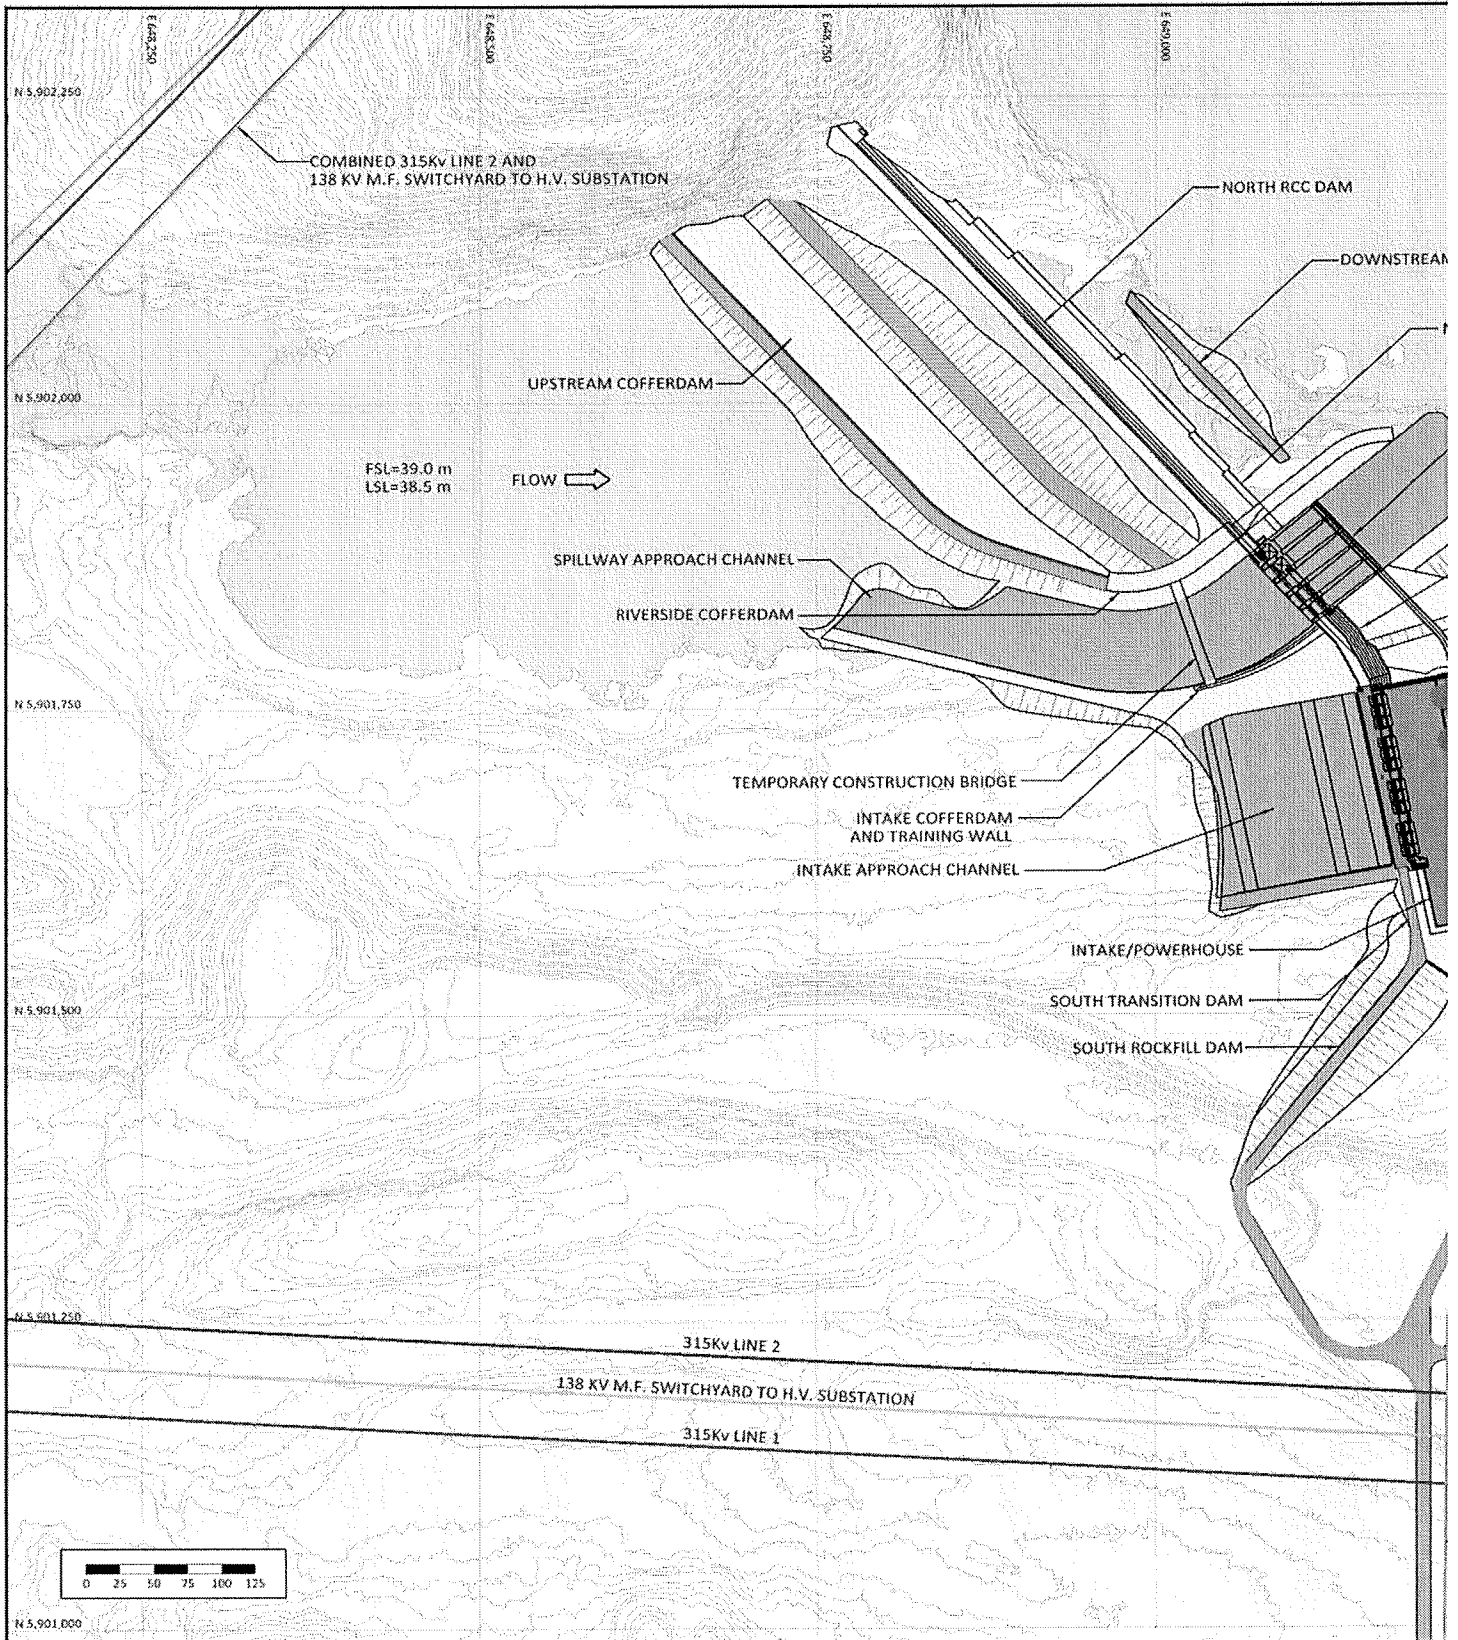 E 648,250
E 648,500
E 648,750
E 649,000
N 5,902,250
COMBINED 315Kv LINE 2 AND
138 KV M.F. SWITCHYARD TO H.V. SUBSTATION
NORTH RCC DAM
DOWNSTREAM
UPSTREAM COFFERDAM
N 5,902,000
FSL=39.0 m
LSL=38.5 m
FLOW
SPILLWAY APPROACH CHANNEL
RIVERSIDE COFFERDAM
N 5,901,750
TEMPORARY CONSTRUCTION BRIDGE
INTAKE COFFERDAM
AND TRAINING WALL
INTAKE APPROACH CHANNEL
INTAKE/POWERHOUSE
SOUTH TRANSITION DAM
N 5,901,500
SOUTH ROCKFILL DAM
N 5,901,250
315Kv LINE 2
138 KV M.F. SWITCHYARD TO H.V. SUBSTATION
315Kv LINE 1
0 25 50 75 100 125
N 5,901,000